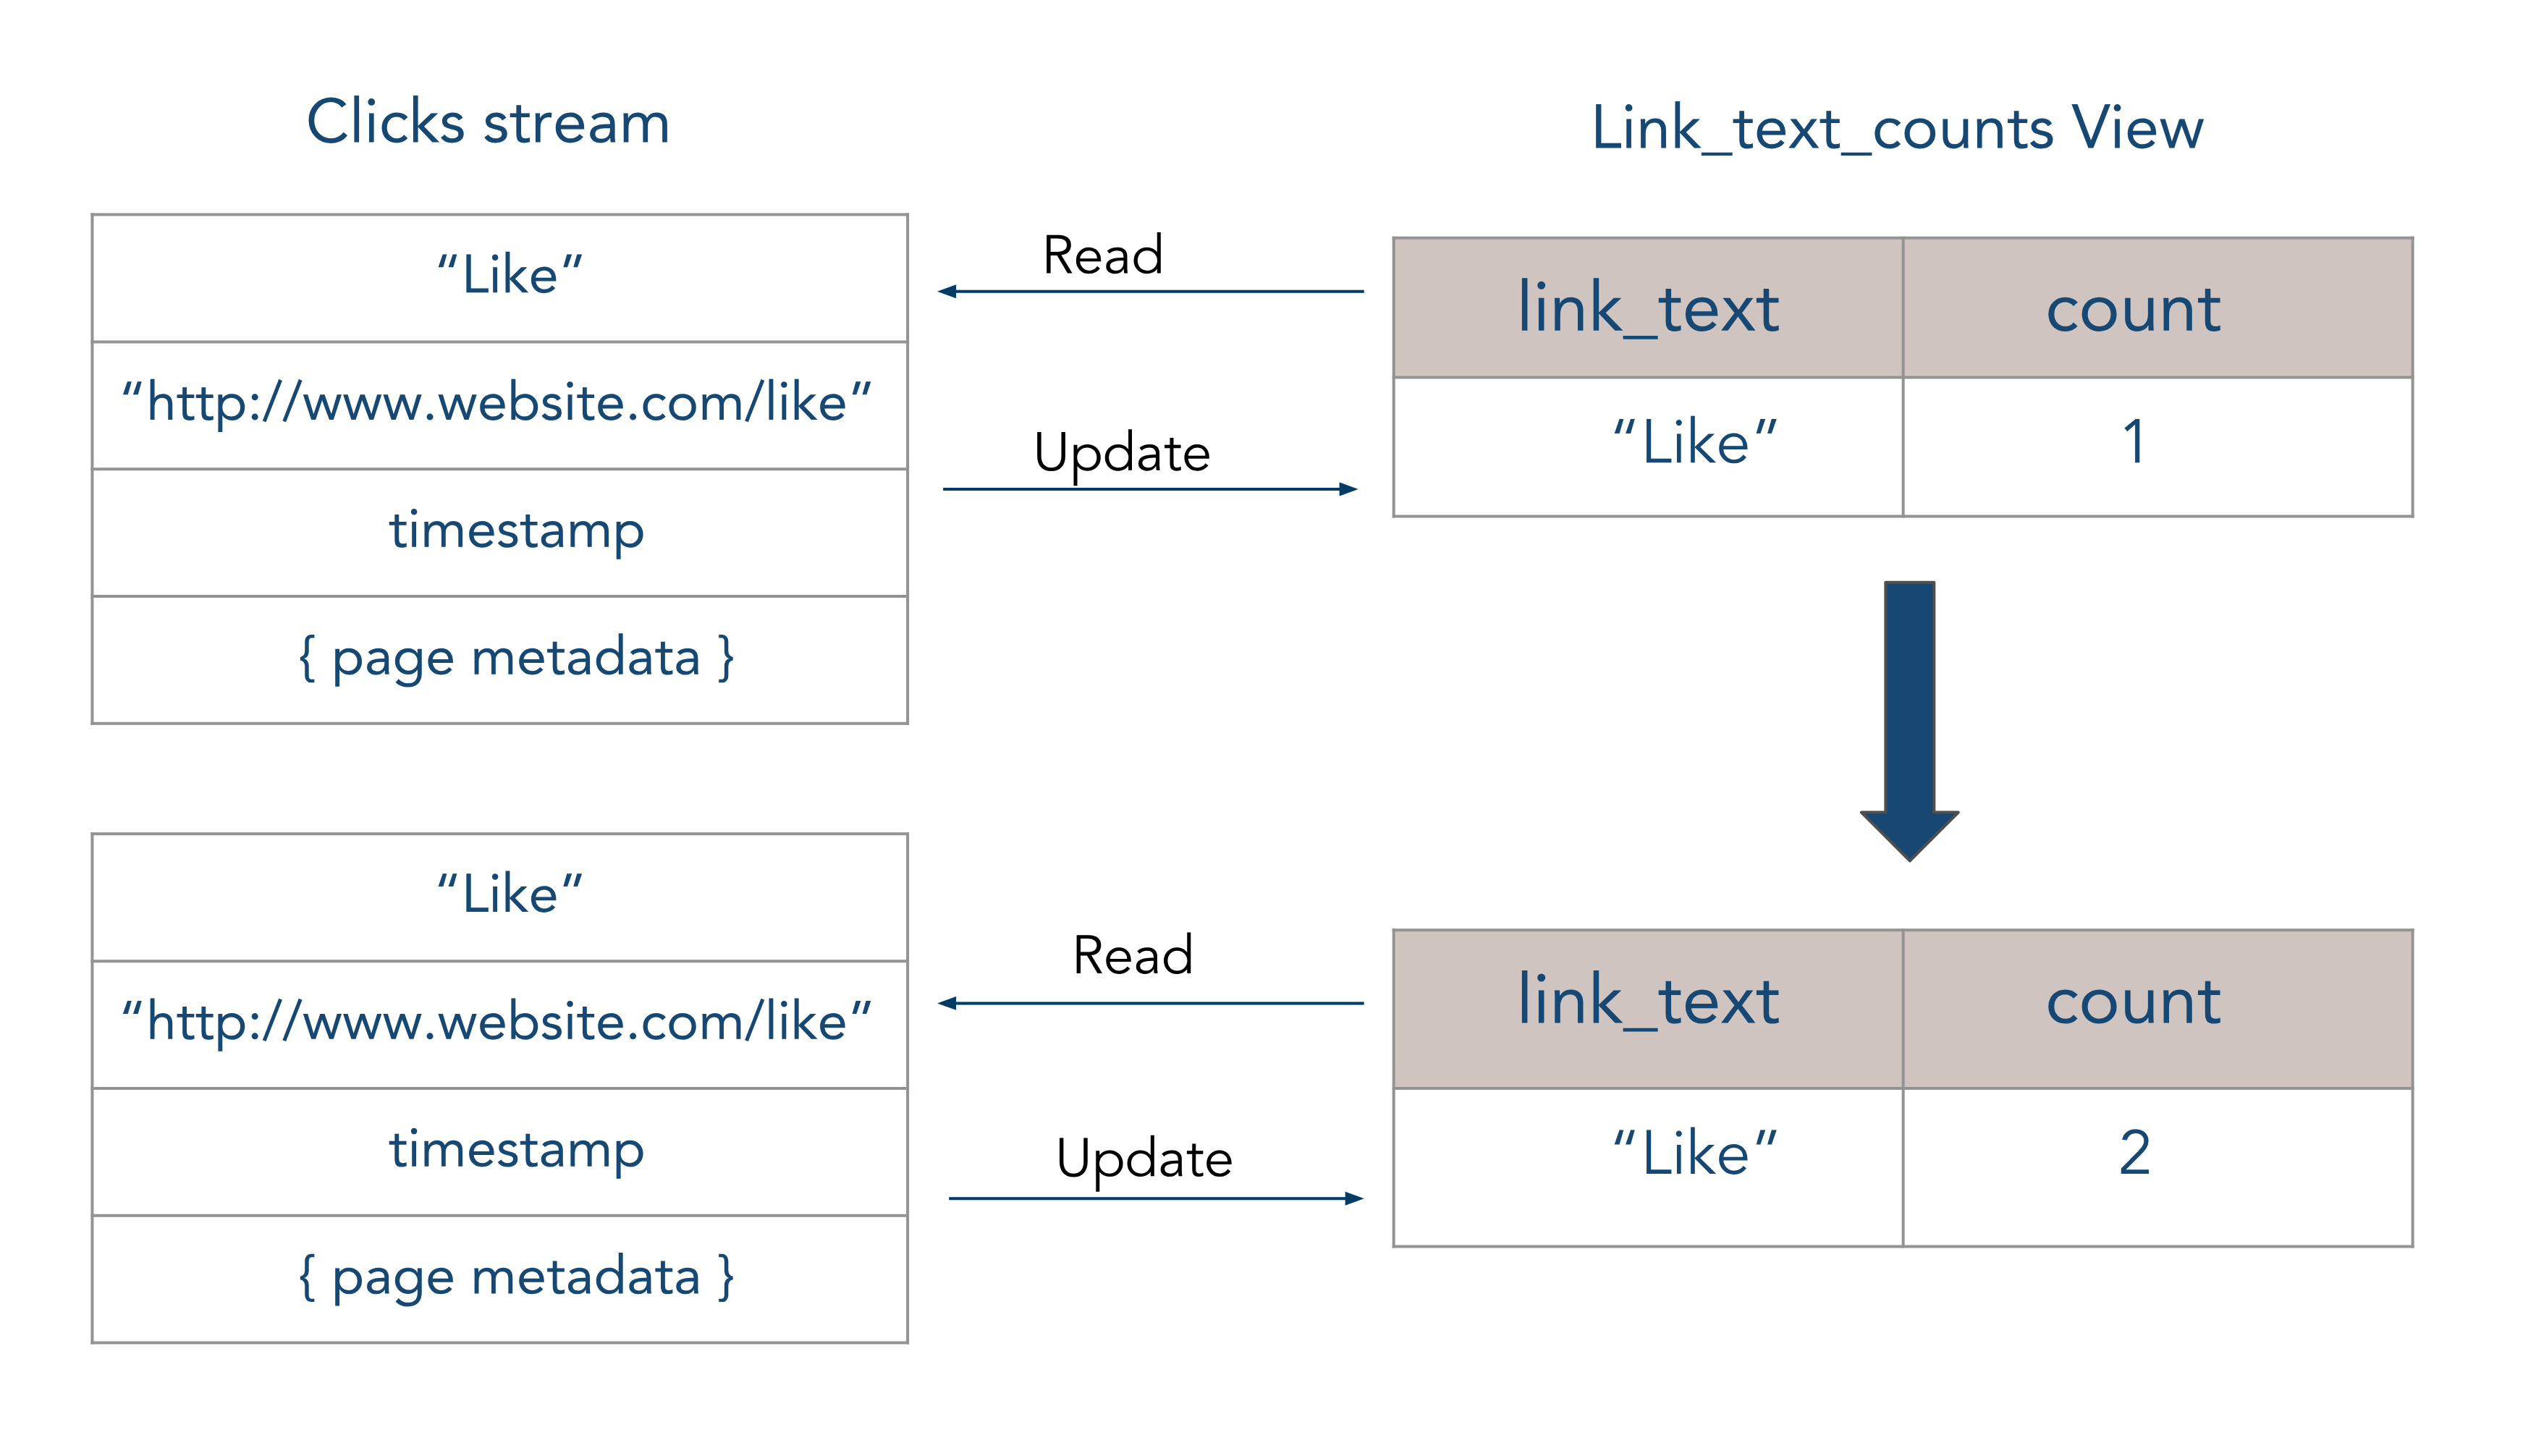 Clicks stream
Link_text_counts View
“Like”
“http://www.website.com/like”
timestamp
{ page metadata }
Read
Update
link_text count
“Like” 1
“Like”
“http://www.website.com/like”
timestamp
{ page metadata }
Read
Update
link_text count
“Like” 2